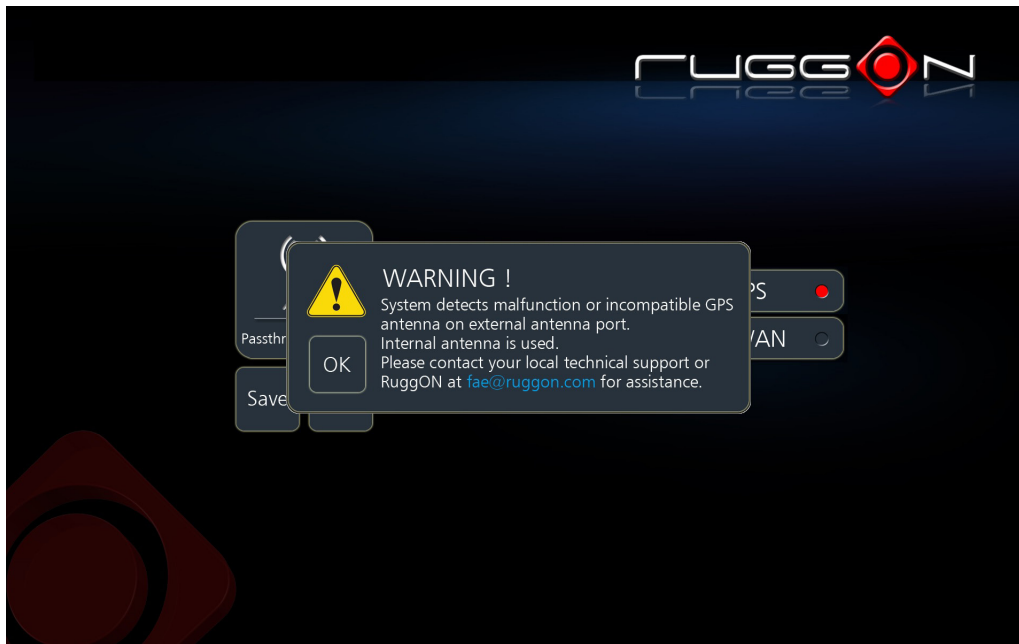 ruggON
WARNING !
System detects malfunction or incompatible GPS
antenna on external antenna port.
Internal antenna is used.
Please contact your local technical support or
RuggON at fae@ruggon.com for assistance.
OK
PS
Passthr
VAN
Save